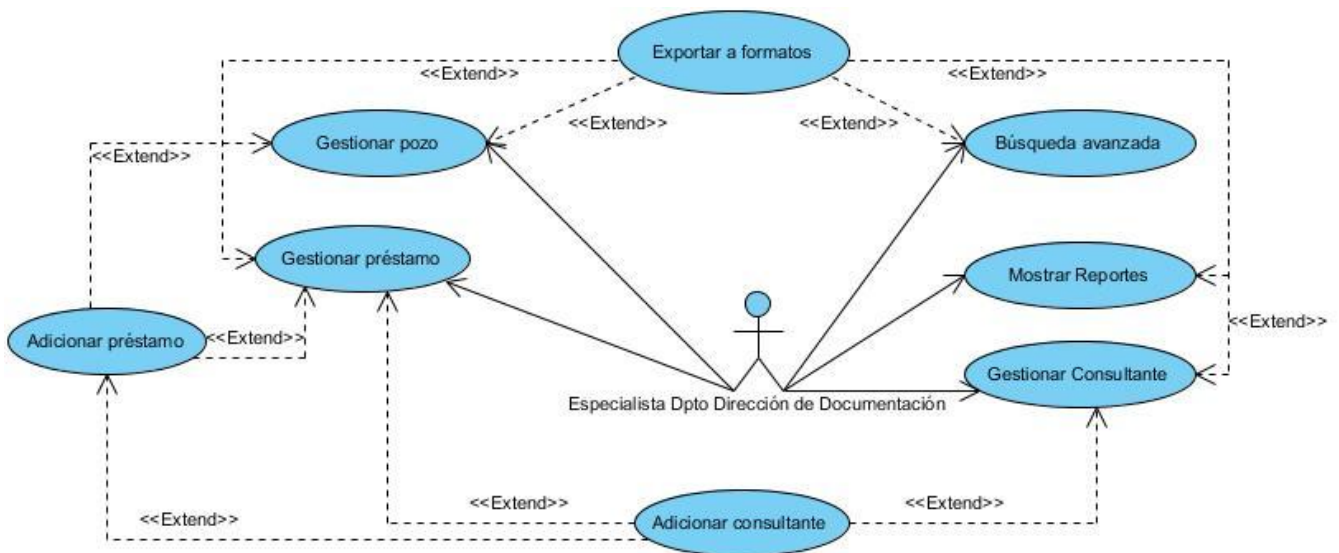 Exportar a formatos
<<Extend>>
<<Extend>>
<<Extend>>
<<Extend>>
Gestionar pozo
Búsqueda avanzada
<<Extend>>
Gestionar préstamo
Mostrar Reportes
<<Extend>>
Adicionar préstamo
<<Extend>>
Gestionar Consultante
Especialista Dpto Dirección de Documentación
<<Extend>>
<<Extend>>
<<Extend>>
Adicionar consultante